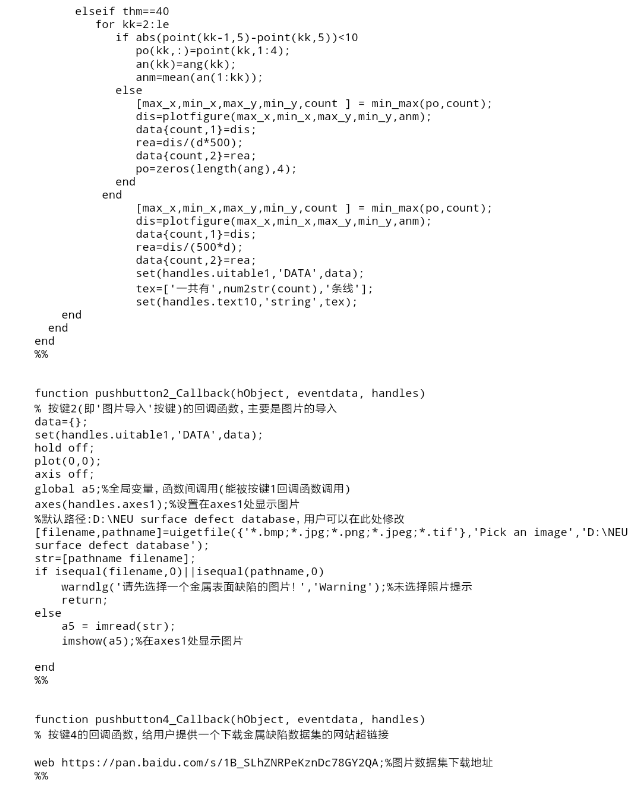 elseif thm==40
for kk=2:le
if abs(point(kk-1,5)-point(kk,5))<10
po(kk,:)=point(kk,1:4);
an(kk)=ang(kk);
anm=mean(an(1:kk));
else
[max_x,min_x,max_y,min_y,count ] = min_max(po,count);
dis=plotfigure(max_x,min_x,max_y,min_y,anm);
data{count,1}=dis;
rea=dis/(d*500);
data{count,2}=rea;
po=zeros(length(ang),4);
end
end
[max_x,min_x,max_y,min_y,count ] = min_max(po,count);
dis=plotfigure(max_x,min_x,max_y,min_y,anm);
data{count,1}=dis;
rea=dis/(500*d);
data{count,2}=rea;
set(handles.uitable1,'DATA',data);
tex=['一共有',num2str(count),'条线'];
set(handles.text10,'string',tex);
end
end
end
%%
function pushbutton2_Callback(hObject, eventdata, handles)
% 按键2(即'图片导入'按键)的回调函数,主要是图片的导入
data={};
set(handles.uitable1,'DATA',data);
hold off;
plot(0,0);
axis off;
global a5;%全局变量,函数间调用(能被按键1回调函数调用)
axes(handles.axes1);%设置在axes1处显示图片
%默认路径:D:\NEU surface defect database,用户可以在此处修改
[filename,pathname]=uigetfile({'*.bmp;*.jpg;*.png;*.jpeg;*.tif'},'Pick an image','D:\NEU
surface defect database');
str=[pathname filename];
if isequal(filename,0)||isequal(pathname,0)
warndlg('请先选择一个金属表面缺陷的图片！','Warning');%未选择照片提示
return;
else
a5 = imread(str);
imshow(a5);%在axes1处显示图片
end
%%
function pushbutton4_Callback(hObject, eventdata, handles)
% 按键4的回调函数,给用户提供一个下载金属缺陷数据集的网站超链接
web https://pan.baidu.com/s/1B_SLhZNRPeKznDc78GY2QA;%图片数据集下载地址
%%